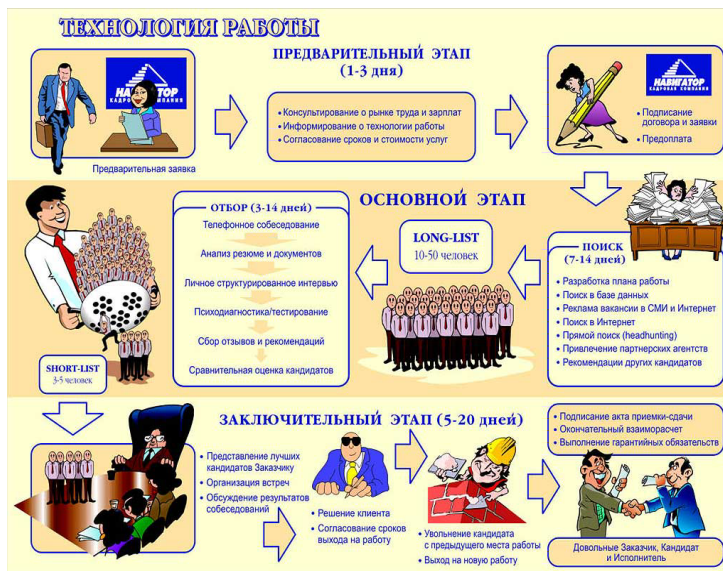 ТЕХНОЛОГИЯ РАБОТЫ
ПРЕДВАРИТЕЛЬНЫЙ ЭТАП
(1-3 дня)
НАВИГАТОР
КАДРОВАЯ КОМПАНИЯ
Предварительная заявка
• Консультирование о рынке труда и зарплат
• Информирование о технологии работы
• Согласование сроков и стоимости услуг
НАВИГАТОР
КАДРОВАЯ КОМПАНИЯ
• Подписание
договора и заявки
• Предоплата
ОСНОВНОЙ ЭТАП
ПОИСК
(7-14 дней)
• Разработка плана работы
• Поиск в базе данных
• Реклама вакансии в СМИ и Интернет
• Поиск в Интернет
• Прямой поиск (headhunting)
• Привлечение партнерских агентств
• Рекомендации других кандидатов
LONG-LIST
10-50 человек
ОТБОР (3-14 дней)
Телефонное собеседование
Анализ резюме и документов
Личное структурированное интервью
Психодиагностика/тестирование
Сбор отзывов и рекомендаций
Сравнительная оценка кандидатов
SHORT-LIST
3-5 человек
ЗАКЛЮЧИТЕЛЬНЫЙ ЭТАП (5-20 дней)
• Представление лучших
кандидатов Заказчику
• Организация встреч
• Обсуждение результатов
собеседований
• Решение клиента
• Согласование сроков
выхода на работу
• Увольнение кандидата
с предыдущего места работы
• Выход на новую работу
• Подписание акта приемки-сдачи
• Окончательный взаиморасчет
• Выполнение гарантийных обязательств
Довольные Заказчик, Кандидат
и Исполнитель